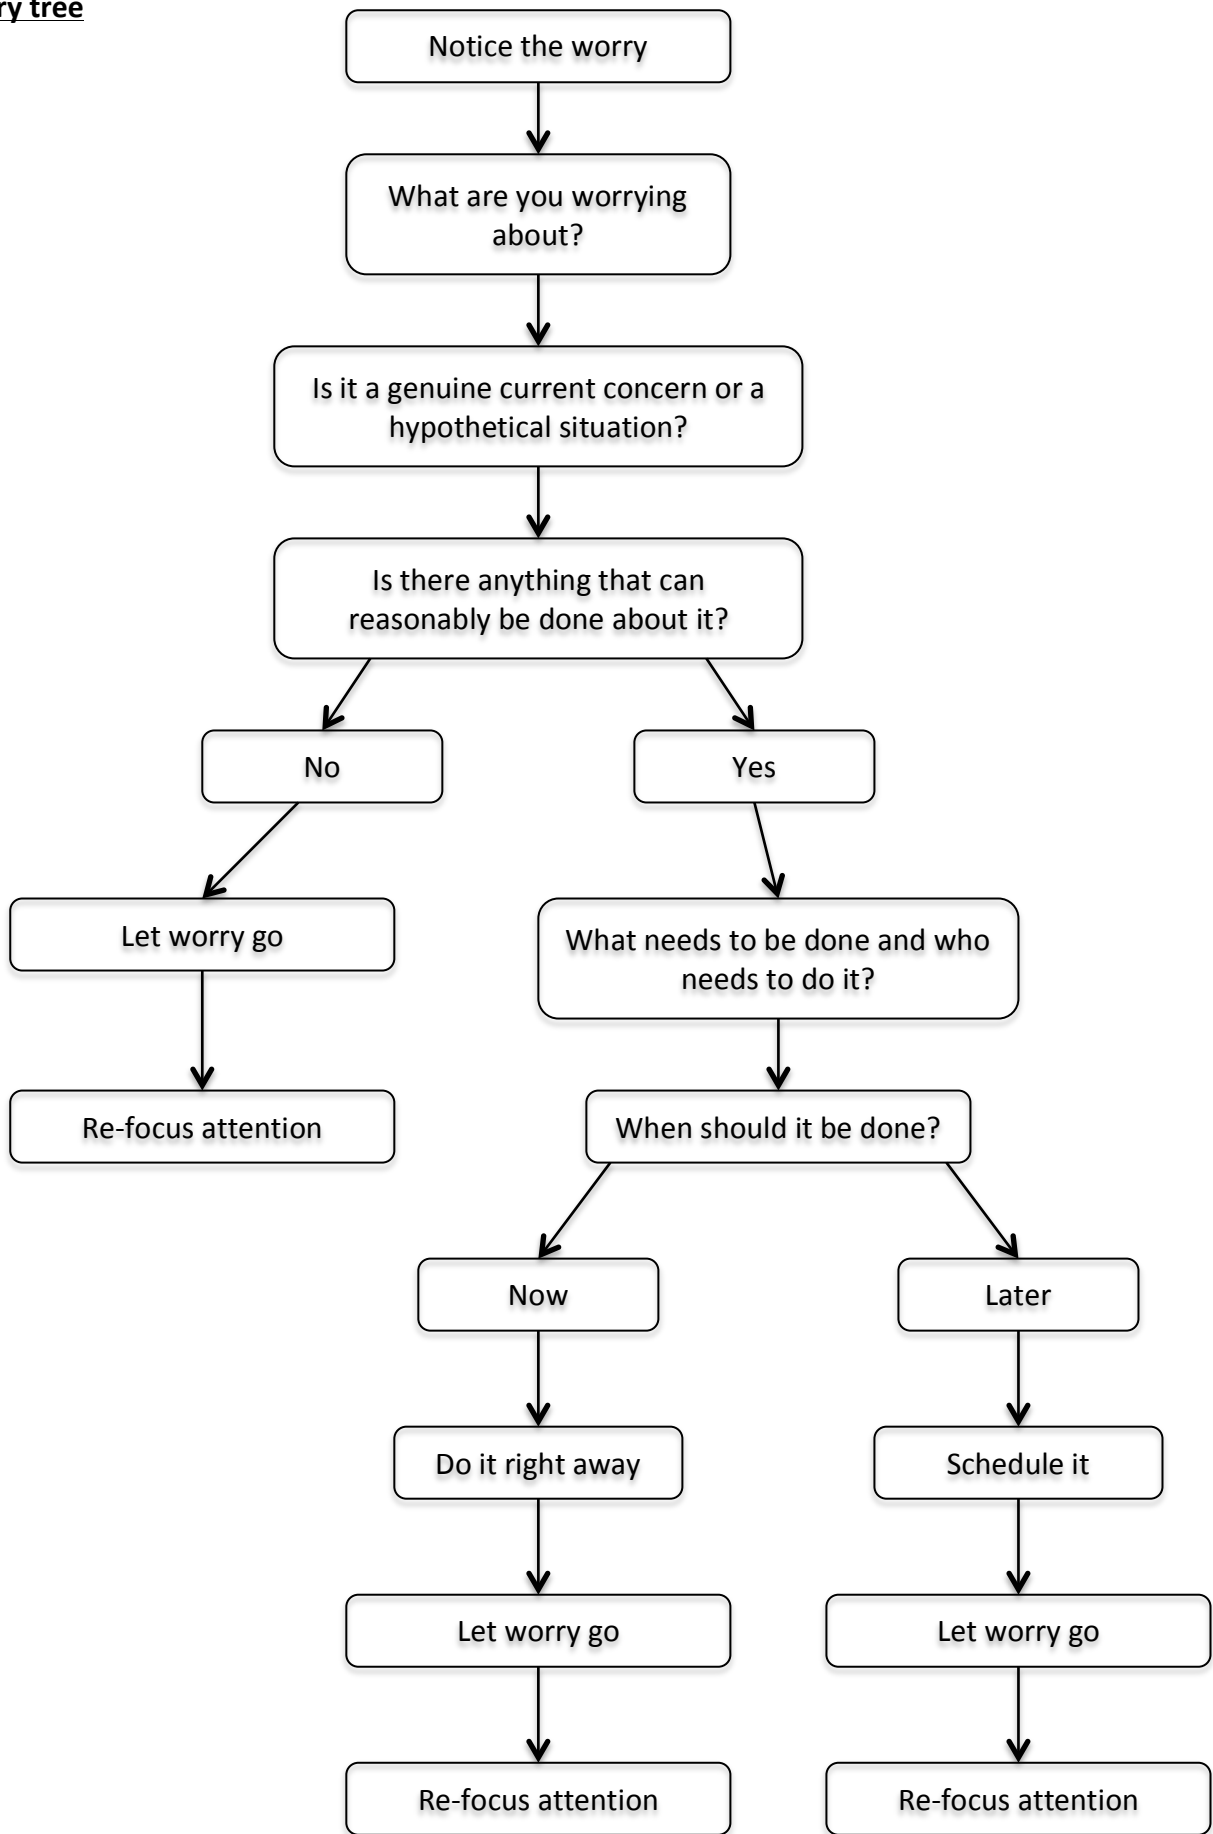 ry tree
Notice the worry
What are you worrying
about?
Is it a genuine current concern or a
hypothetical situation?
Is there anything that can
reasonably be done about it?
No
Yes
Let worry go
What needs to be done and who
needs to do it?
Re-focus attention
When should it be done?
Now
Later
Do it right away
Schedule it
Let worry go
Let worry go
Re-focus attention
Re-focus attention